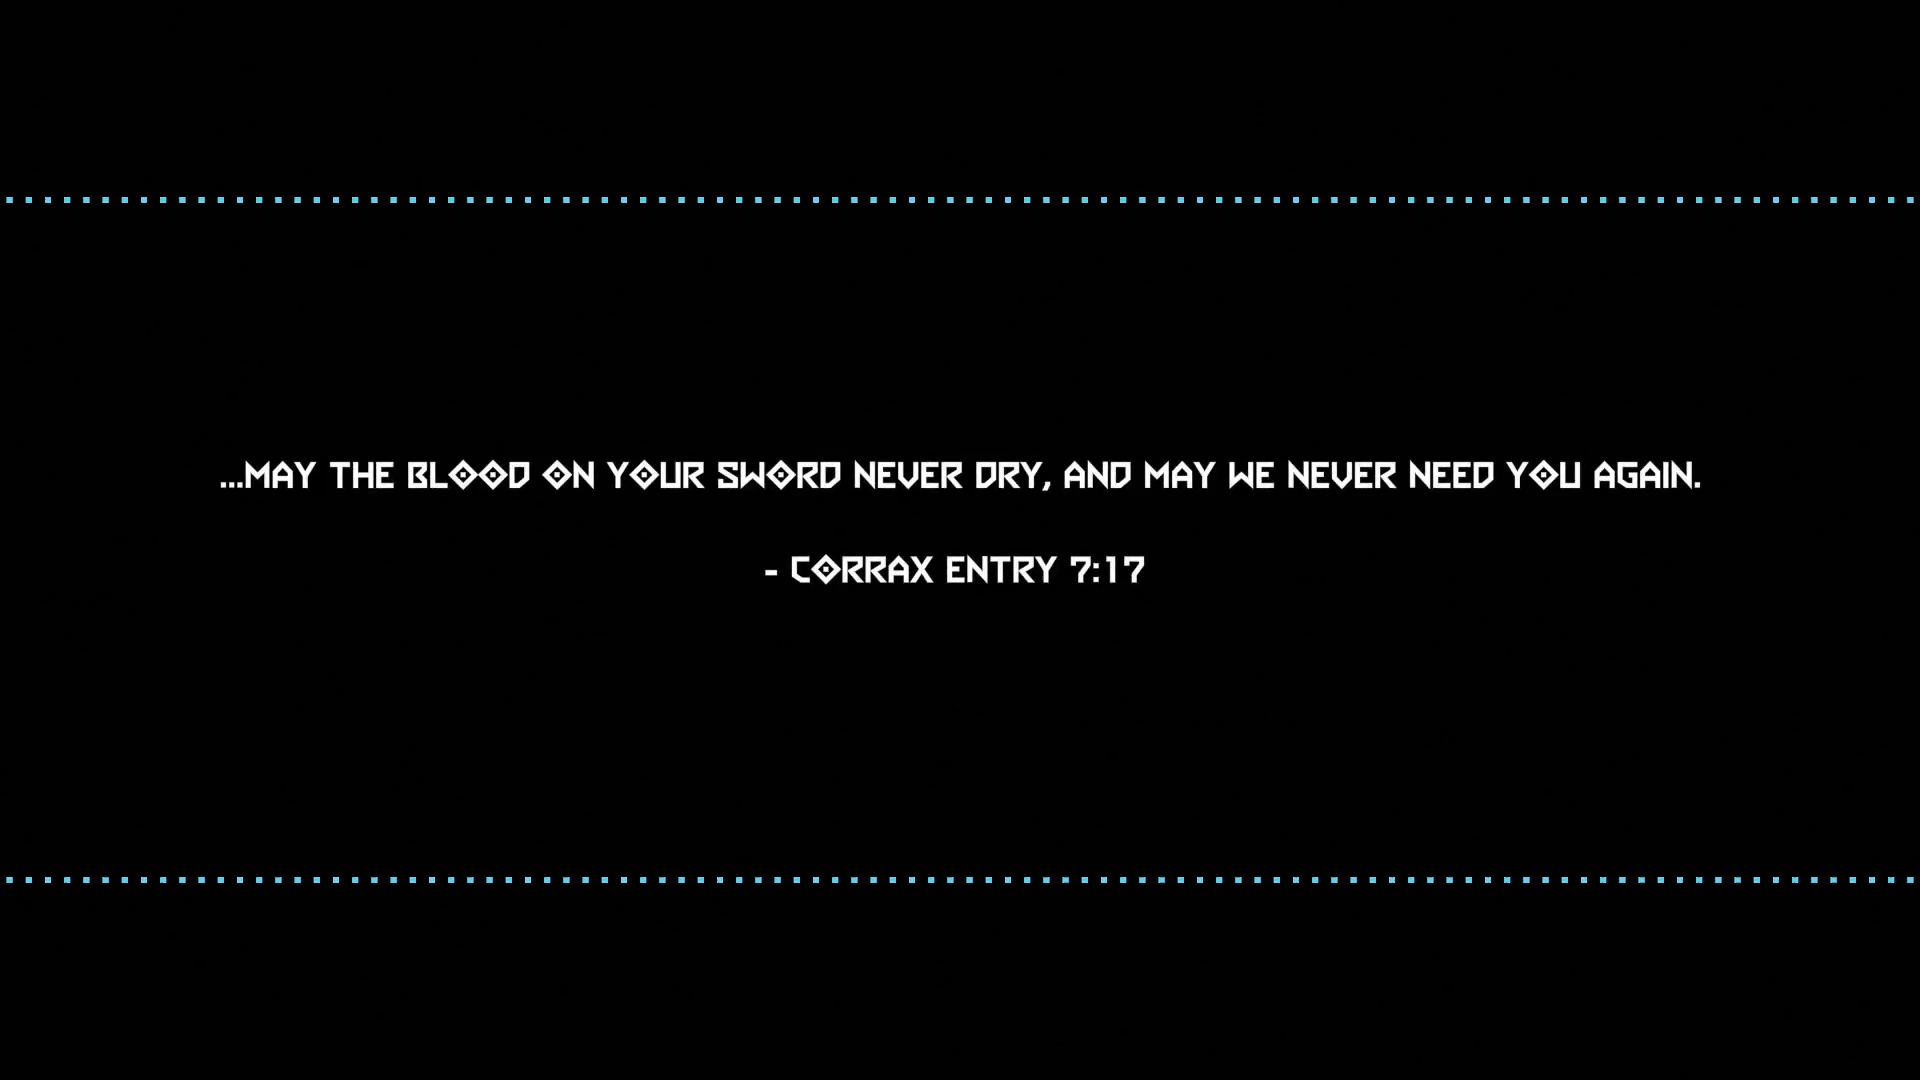 ...MAY THE BLOOD ON YOUR SWORD NEVER DRY, AND MAY WE NEVER NEED YOU AGAIN.
- CORRAX ENTRY 7:17